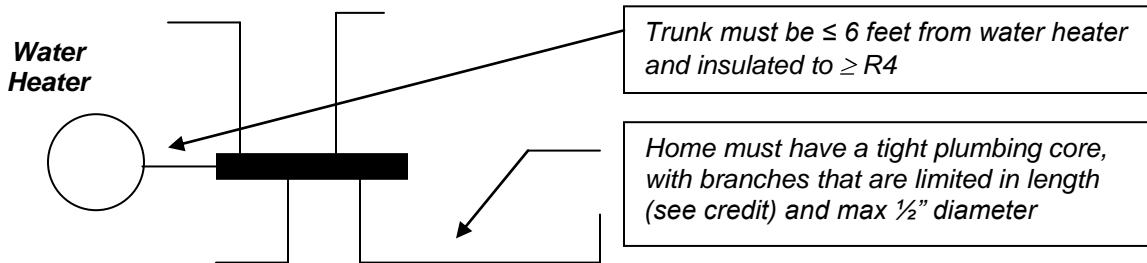 Water
Heater
Trunk must be ≤ 6 feet from water heater
and insulated to ≥ R4
Home must have a tight plumbing core,
with branches that are limited in length
(see credit) and max ½” diameter